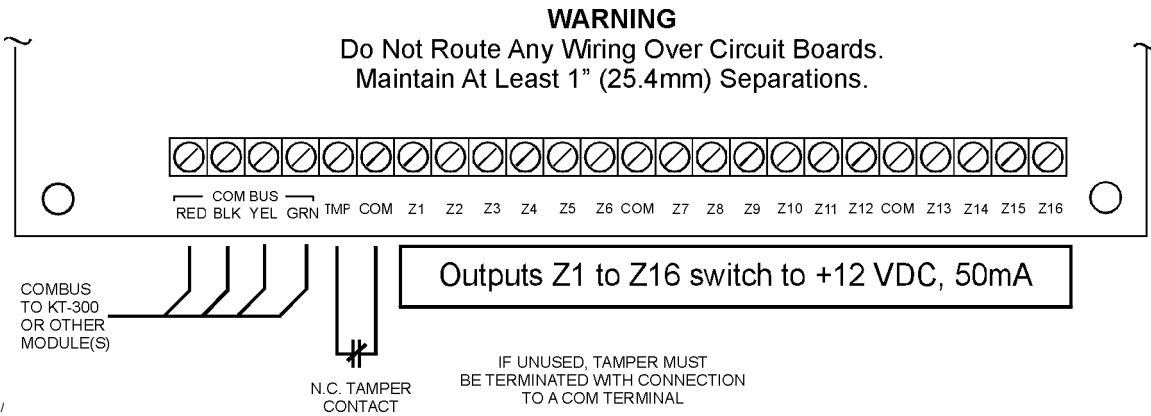 WARNING
Do Not Route Any Wiring Over Circuit Boards.
Maintain At Least 1” (25.4mm) Separations.
COM BUS
RED BLK YEL GRN TMP COM Z1 Z2 Z3 Z4 Z5 Z6 COM Z7 Z8 Z9 Z10 Z11 Z12 COM Z13 Z14 Z15 Z16
Outputs Z1 to Z16 switch to +12 VDC, 50mA
COMBUS
TO KT-300
OR OTHER
MODULE(S)
N.C. TAMPER
CONTACT
IF UNUSED, TAMPER MUST
BE TERMINATED WITH CONNECTION
TO A COM TERMINAL
/